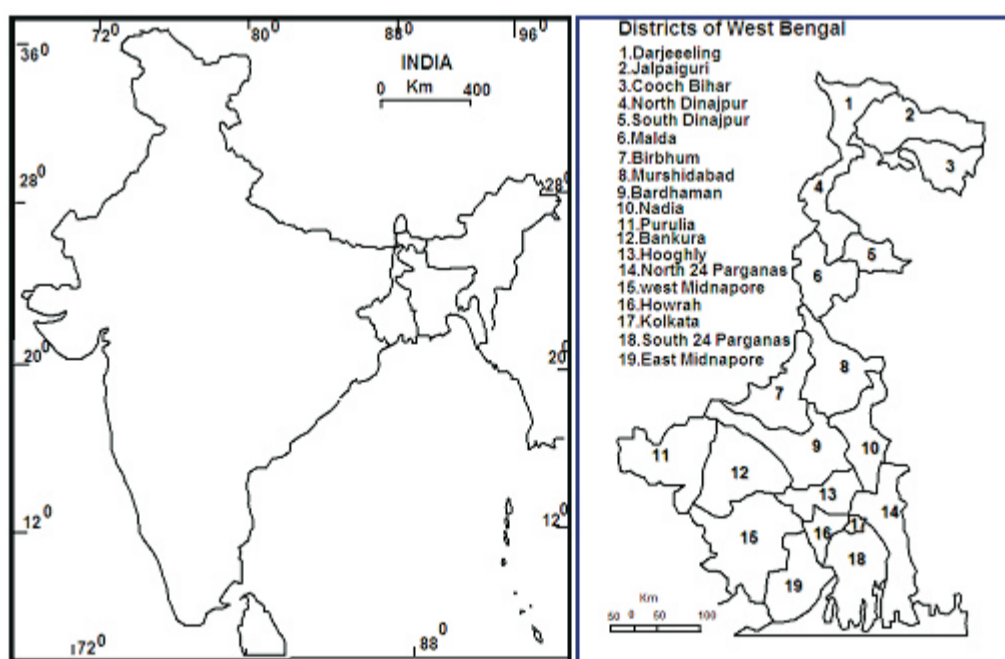 72⁰ 80⁰ 88⁰ 96⁰
36⁰
INDIA
Km
0 400
28⁰ 28⁰
20⁰ 20⁰
12⁰ 12⁰
72⁰ 88⁰
Districts of West Bengal
1.Darjeeeling
2.Jalpaiguri
3.Cooch Bihar
4.North Dinajpur
5.South Dinajpur
6.Malda
7.Birbhum
8.Murshidabad
9.Bardhaman
10.Nadia
11.Purulia
12.Bankura
13.Hooghly
14.North 24 Parganas
15.west Midnapore
16.Howrah
17.Kolkata
18.South 24 Parganas
19.East Midnapore
1
2
3
4
5
6
8
7
9
10
11
12
13
14
15
16
17
18
19
Km
50 0 50 100